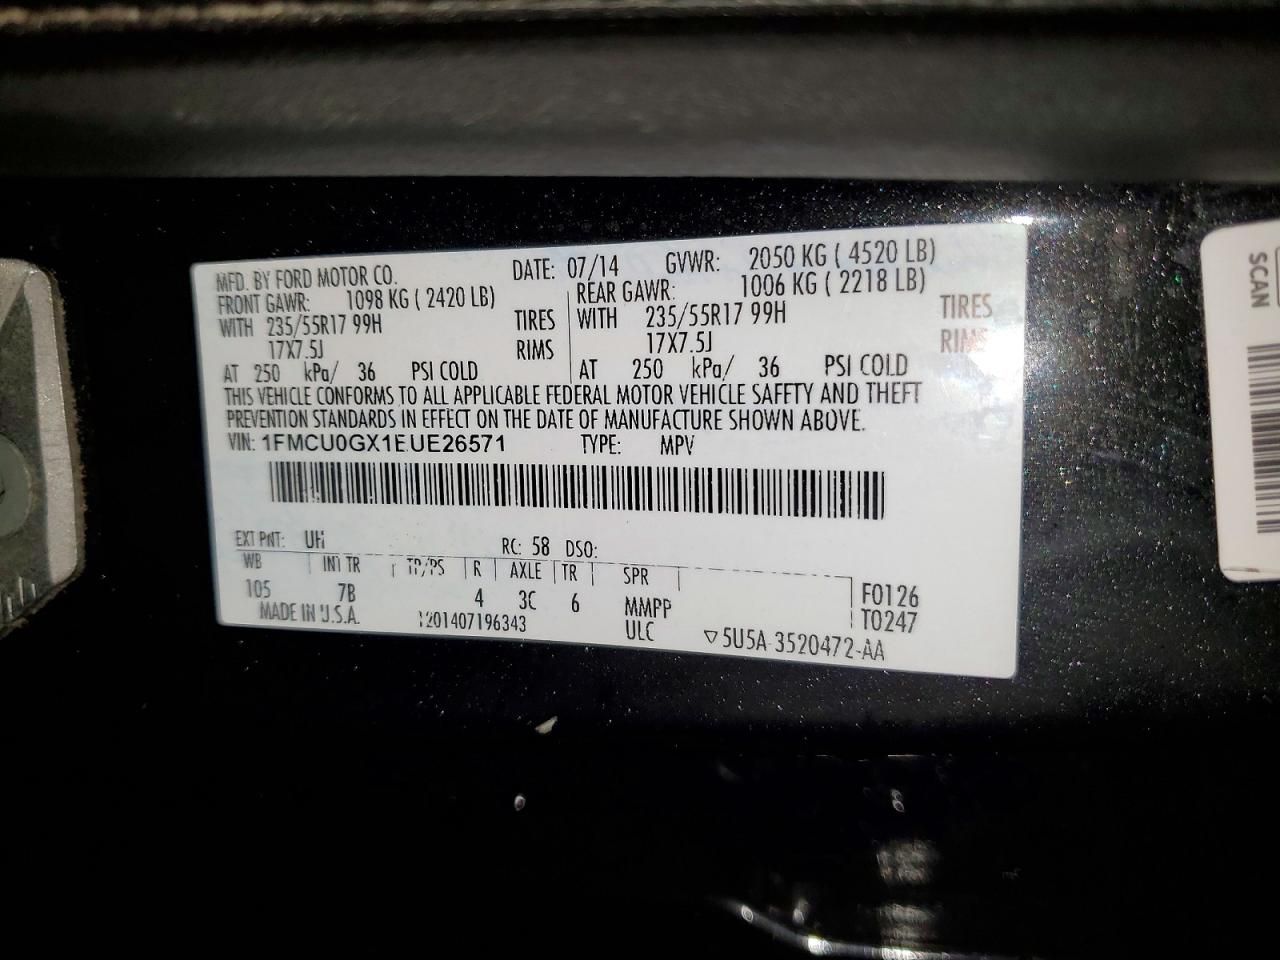 MFD. BY FORD MOTOR CO. DATE: 07/14 GVWR: 2050 KG ( 4520 LB)
FRONT GAWR: 1098 KG ( 2420 LB) REAR GAWR: 1006 KG ( 2218 LB)
WITH 235/55R17 99H TIRES WITH 235/55R17 99H TIRES
17X7.5J RIMS 17X7.5J RIMS
AT 250 kPa/ 36 PSI COLD AT 250 kPa/ 36 PSI COLD
THIS VEHICLE CONFORMS TO ALL APPLICABLE FEDERAL MOTOR VEHICLE SAFETY AND THEFT
PREVENTION STANDARDS IN EFFECT ON THE DATE OF MANUFACTURE SHOWN ABOVE.
VIN: 1FMCU0GX1EUE26571 TYPE: MPV
EXT PNT: UH RC: 58 DSO:
WB INT TR TP/PS R AXLE TR SPR
105 7B 4 3C 6 MMPP F0126
MADE IN U.S.A. 1201407196343 ULC T0247
▽5U5A-3520472-AA
SCAN